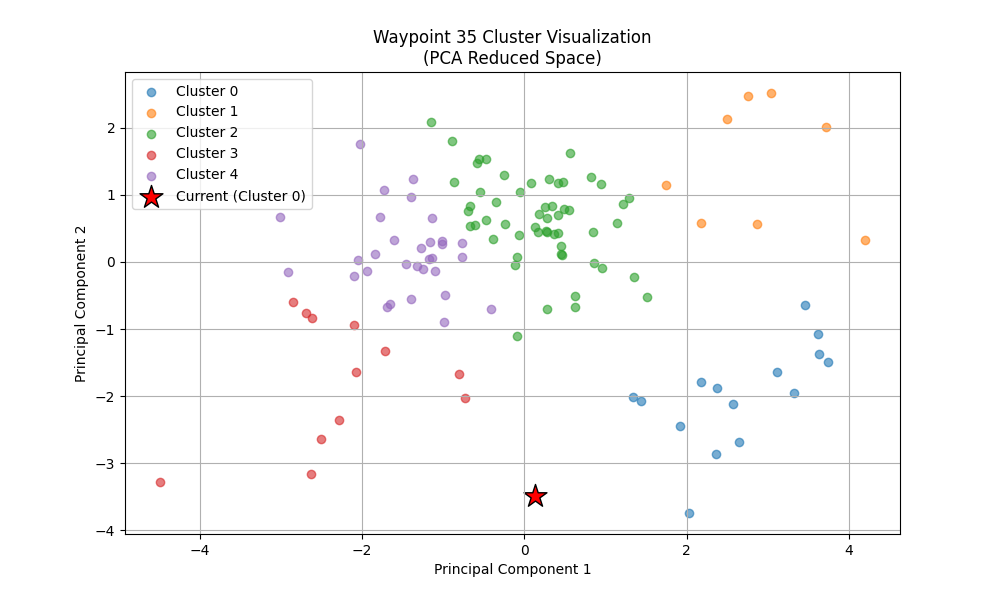 Waypoint 35 Cluster Visualization
(PCA Reduced Space)
Cluster 0
Cluster 1
Cluster 2
Cluster 3
Cluster 4
Current (Cluster 0)
Principal Component 2
2
1
0
−1
−2
−3
−4
−4
−2
0
2
4
Principal Component 1